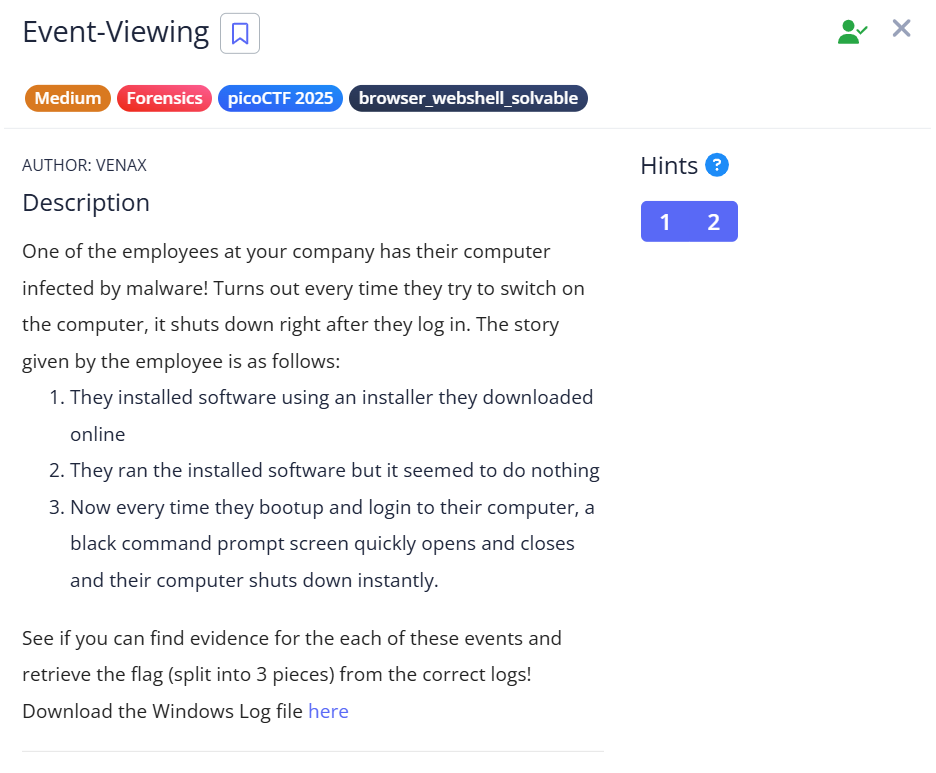 Event-Viewing
Medium
Forensics
picoCTF 2025
browser_webshell_solvable
AUTHOR: VENAX
Description
One of the employees at your company has their computer
infected by malware! Turns out every time they try to switch on
the computer, it shuts down right after they log in. The story
given by the employee is as follows:
1. They installed software using an installer they downloaded
online
2. They ran the installed software but it seemed to do nothing
3. Now every time they bootup and login to their computer, a
black command prompt screen quickly opens and closes
and their computer shuts down instantly.
See if you can find evidence for the each of these events and
retrieve the flag (split into 3 pieces) from the correct logs!
Download the Windows Log file here
Hints ?
1 2